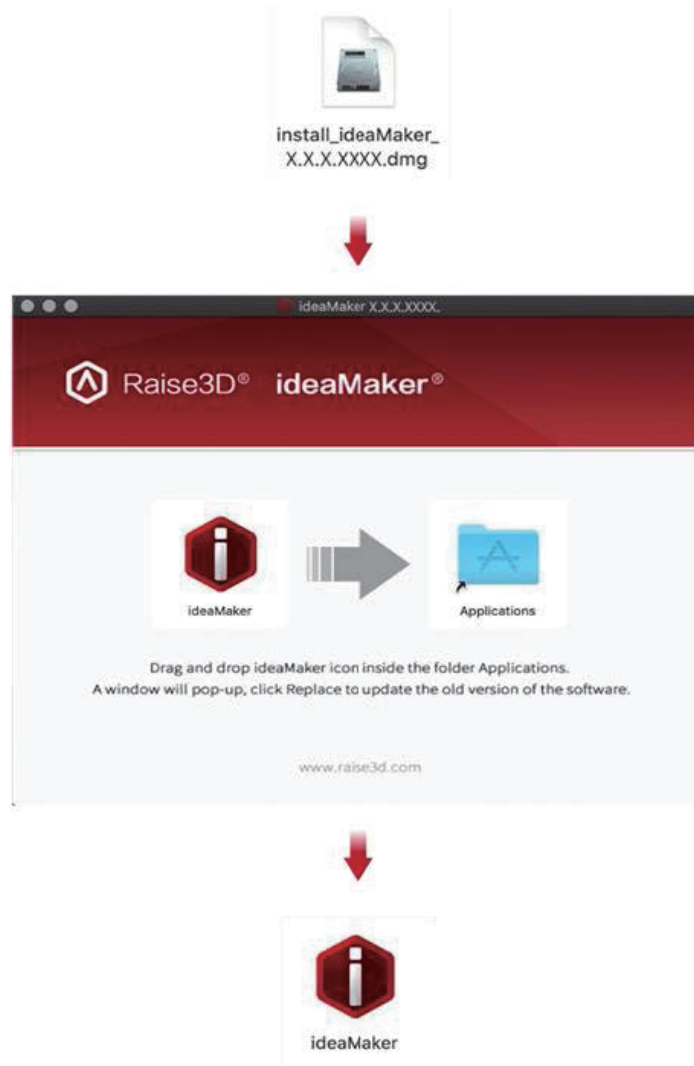 install_ideaMaker_
X.X.X.XXXX.dmg
ideaMaker X.X.X.XXXX.
Raise3D® ideaMaker®
ideaMaker
Applications
Drag and drop ideaMaker icon inside the folder Applications.
A window will pop-up, click Replace to update the old version of the software.
www.raise3d.com
ideaMaker